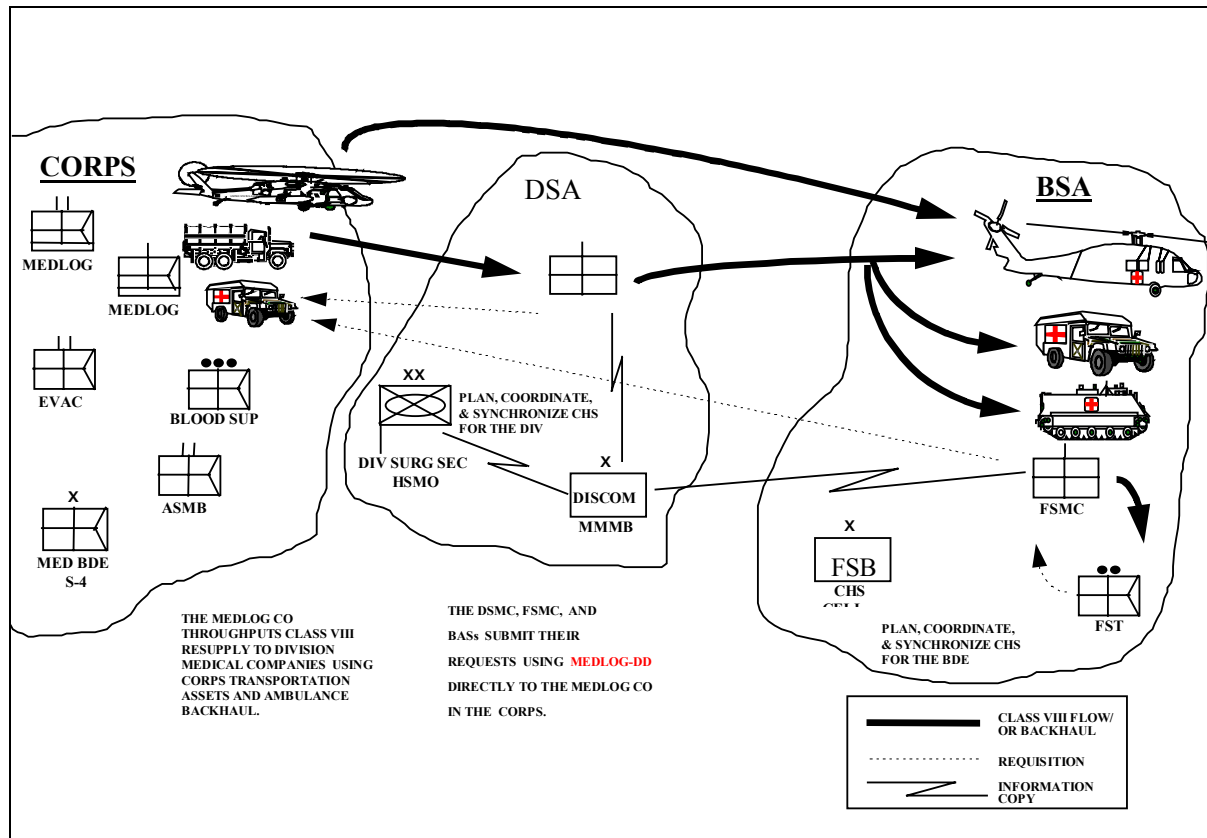 CORPS
MEDLOG
MEDLOG
EVAC
BLOOD SUP
ASMB
X
MED BDE
S-4
DSA
XX
PLAN, COORDINATE,
& SYNCHRONIZE CHS
FOR THE DIV
DIV SURG SEC
HSMO
X
DISCOM
MMMB
BSA
FSMC
X
FSB
CHS
FST
PLAN, COORDINATE,
& SYNCHRONIZE CHS
FOR THE BDE
THE MEDLOG CO
THROUGHPUTS CLASS VIII
RESUPPLY TO DIVISION
MEDICAL COMPANIES USING
CORPS TRANSPORTATION
ASSETS AND AMBULANCE
BACKHAUL.
THE DSMC, FSMC, AND
BASs SUBMIT THEIR
REQUESTS USING MEDLOG-DD
DIRECTLY TO THE MEDLOG CO
IN THE CORPS.
CLASS VIII FLOW/
OR BACKHAUL
REQUISITION
INFORMATION
COPY